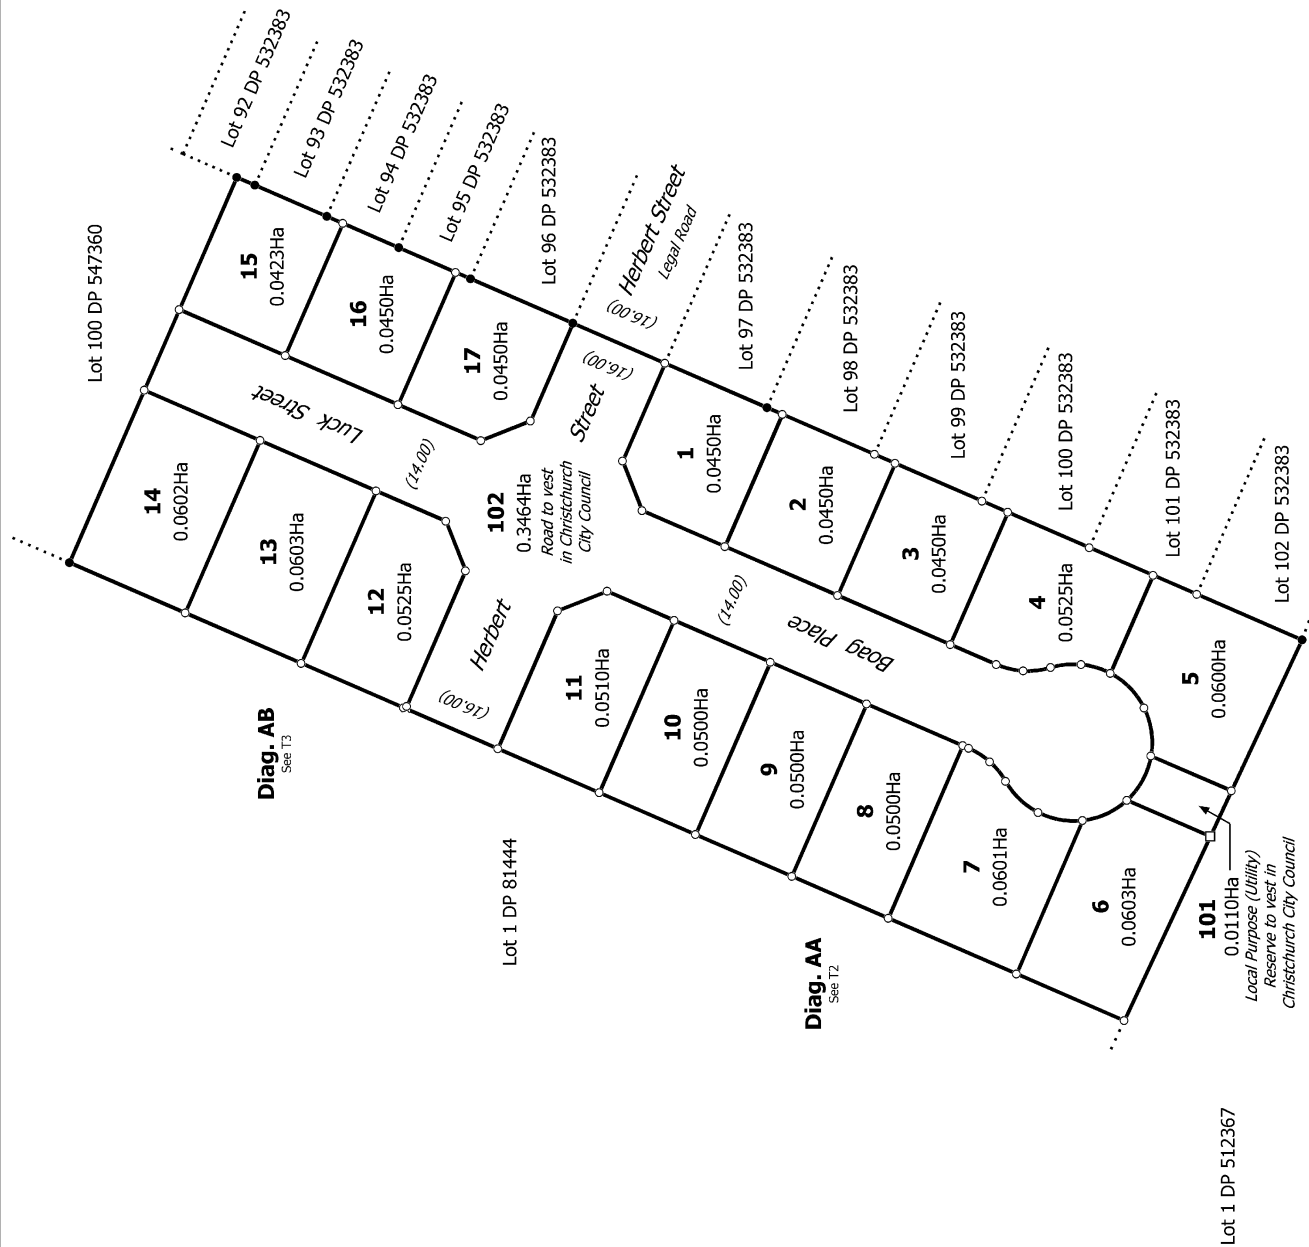 Lot 92 DP 532383
Lot 93 DP 532383
Lot 94 DP 532383
Lot 95 DP 532383
Lot 96 DP 532383
Herbert Street
Legal Road
(16.00)
(16.00)
Lot 97 DP 532383
Lot 98 DP 532383
Lot 99 DP 532383
Lot 100 DP 532383
Lot 101 DP 532383
Lot 102 DP 532383
Lot 100 DP 547360
15
0.0423Ha
16
0.0450Ha
17
0.0450Ha
Luck Street
(14.00)
14
0.0602Ha
13
0.0603Ha
12
0.0525Ha
102
0.3464Ha
Road to vest
in Christchurch
City Council
Herbert
Street
(16.00)
1
0.0450Ha
2
0.0450Ha
3
0.0450Ha
4
0.0525Ha
5
0.0600Ha
(14.00)
Boag Place
11
0.0510Ha
10
0.0500Ha
9
0.0500Ha
8
0.0500Ha
7
0.0601Ha
6
0.0603Ha
101
0.0110Ha
Local Purpose (Utility)
Reserve to vest in
Christchurch City Council
Diag. AB
See T3
Lot 1 DP 81444
Diag. AA
See T2
Lot 1 DP 512367